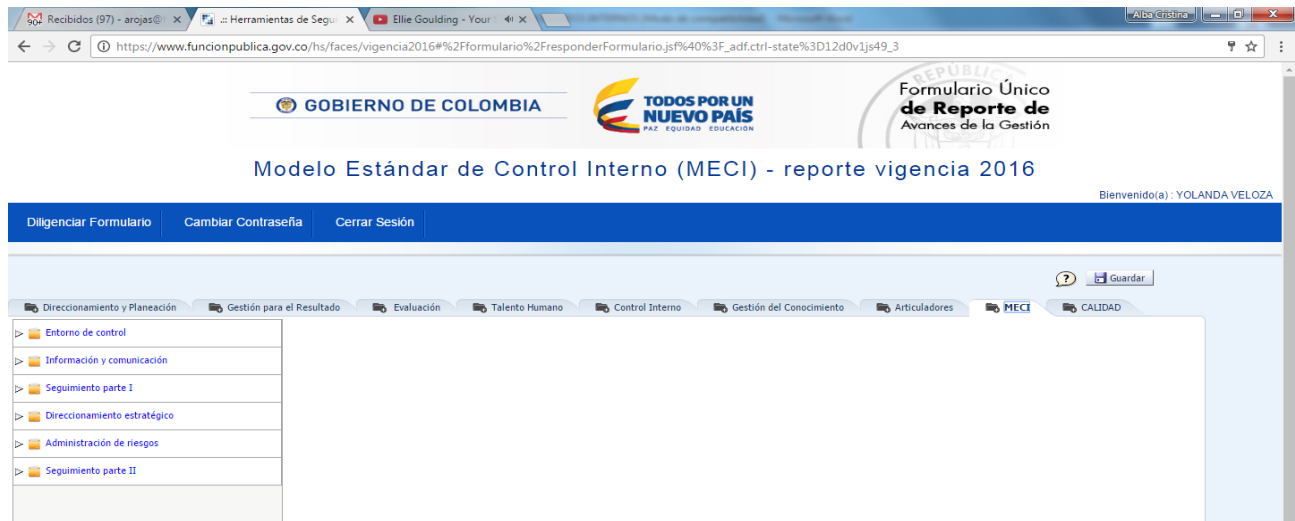 Recibidos (97) - arojas@
.:: Herramientas de Segui
Ellie Goulding - Your
Alba Cristina
https://www.funcionpublica.gov.co/hs/faces/vigencia2016#%2Fformulario%2FresponderFormulario.jsf%40%3F_adf.ctrl-state%3D12d0v1js49_3
GOBIERNO DE COLOMBIA
TODOS POR UN
NUEVO PAÍS
PAZ EQUIDAD EDUCACIÓN
REPÚBLIC
Formulario Único
de Reporte de
Avances de la Gestión
Modelo Estándar de Control Interno (MECI) - reporte vigencia 2016
Bienvenido(a) : YOLANDA VELOZA
Diligenciar Formulario Cambiar Contraseña Cerrar Sesión
? Guardar
Direccionamiento y Planeación Gestión para el Resultado Evaluación Talento Humano Control Interno Gestión del Conocimiento Articuladores MECI CALIDAD
Entorno de control
Información y comunicación
Seguimiento parte I
Direccionamiento estratégico
Administración de riesgos
Seguimiento parte II